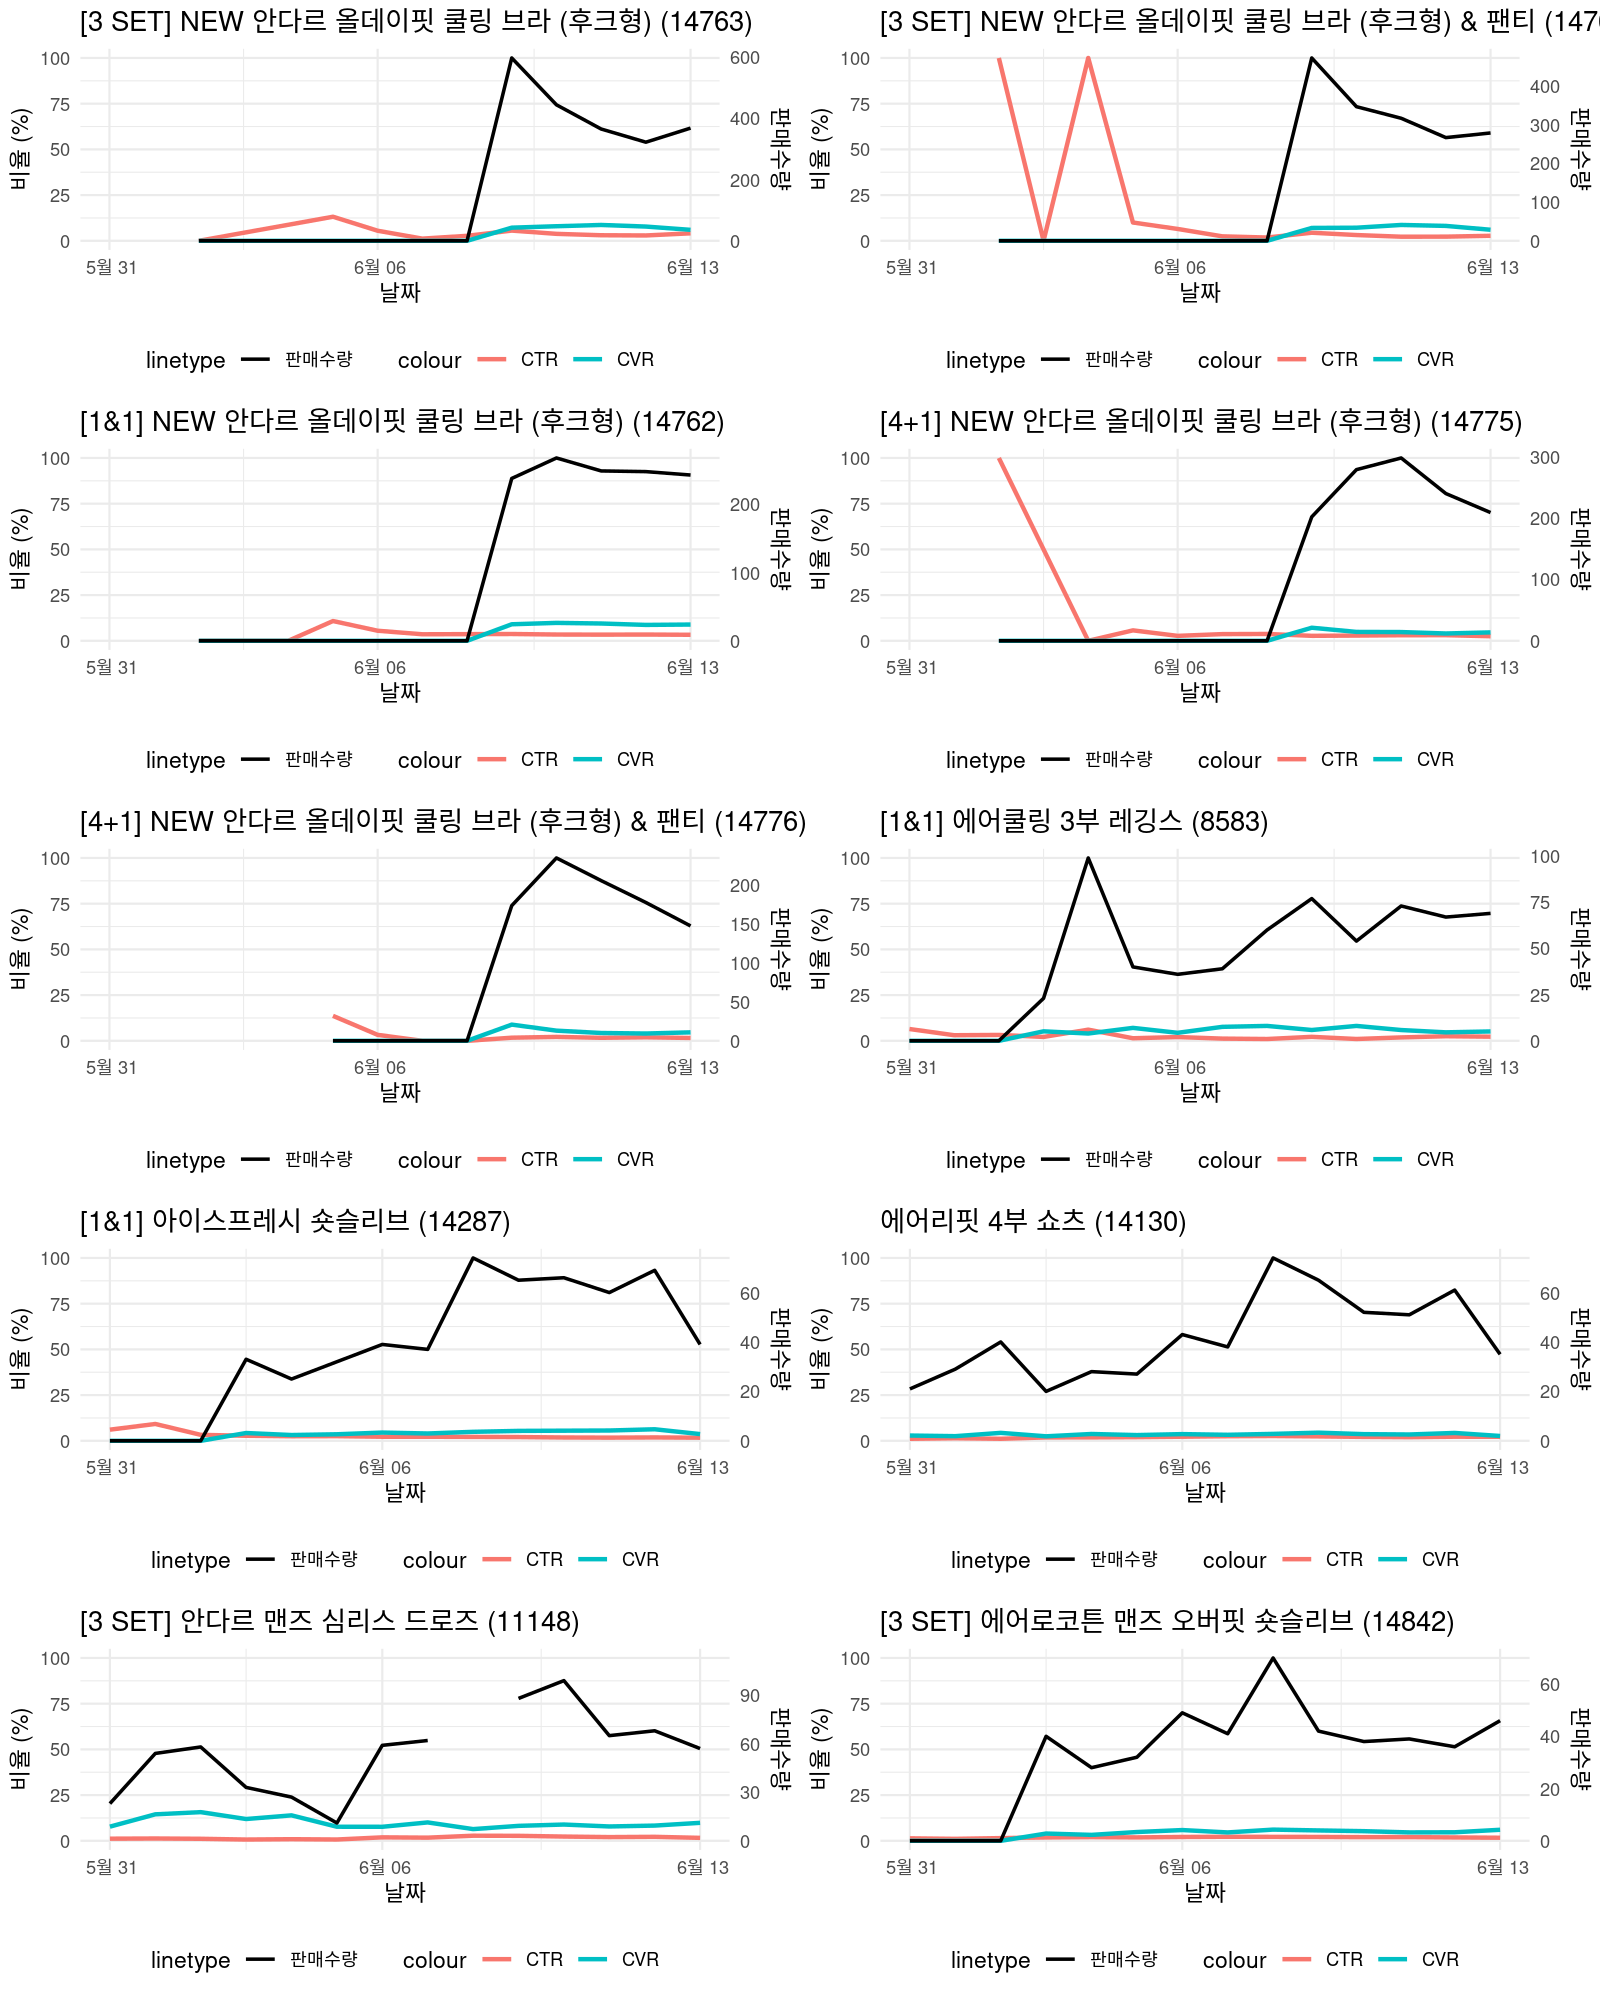 [3 SET] NEW 안다르 올데이핏 쿨링 브라 (후크형) (14763)
100
75
50
25
0
600
400
200
0
비율 (%)
판매수량
5월 31
6월 06
6월 13
날짜
linetype 판매수량 colour CTR CVR
[3 SET] NEW 안다르 올데이핏 쿨링 브라 (후크형) & 팬티 (147
100
75
50
25
0
400
300
200
100
0
비율 (%)
판매수량
5월 31
6월 06
6월 13
날짜
linetype 판매수량 colour CTR CVR
[1&1] NEW 안다르 올데이핏 쿨링 브라 (후크형) (14762)
100
75
50
25
0
200
100
0
비율 (%)
판매수량
5월 31
6월 06
6월 13
날짜
linetype 판매수량 colour CTR CVR
[4+1] NEW 안다르 올데이핏 쿨링 브라 (후크형) (14775)
100
75
50
25
0
300
200
100
0
비율 (%)
판매수량
5월 31
6월 06
6월 13
날짜
linetype 판매수량 colour CTR CVR
[4+1] NEW 안다르 올데이핏 쿨링 브라 (후크형) & 팬티 (14776)
100
75
50
25
0
200
150
100
50
0
비율 (%)
판매수량
5월 31
6월 06
6월 13
날짜
linetype 판매수량 colour CTR CVR
[1&1] 에어쿨링 3부 레깅스 (8583)
100
75
50
25
0
100
75
50
25
0
비율 (%)
판매수량
5월 31
6월 06
6월 13
날짜
linetype 판매수량 colour CTR CVR
[1&1] 아이스프레시 숏슬리브 (14287)
100
75
50
25
0
60
40
20
0
비율 (%)
판매수량
5월 31
6월 06
6월 13
날짜
linetype 판매수량 colour CTR CVR
에어리핏 4부 쇼츠 (14130)
100
75
50
25
0
60
40
20
0
비율 (%)
판매수량
5월 31
6월 06
6월 13
날짜
linetype 판매수량 colour CTR CVR
[3 SET] 안다르 맨즈 심리스 드로즈 (11148)
100
75
50
25
0
90
60
30
0
비율 (%)
판매수량
5월 31
6월 06
6월 13
날짜
linetype 판매수량 colour CTR CVR
[3 SET] 에어로코튼 맨즈 오버핏 숏슬리브 (14842)
100
75
50
25
0
60
40
20
0
비율 (%)
판매수량
5월 31
6월 06
6월 13
날짜
linetype 판매수량 colour CTR CVR